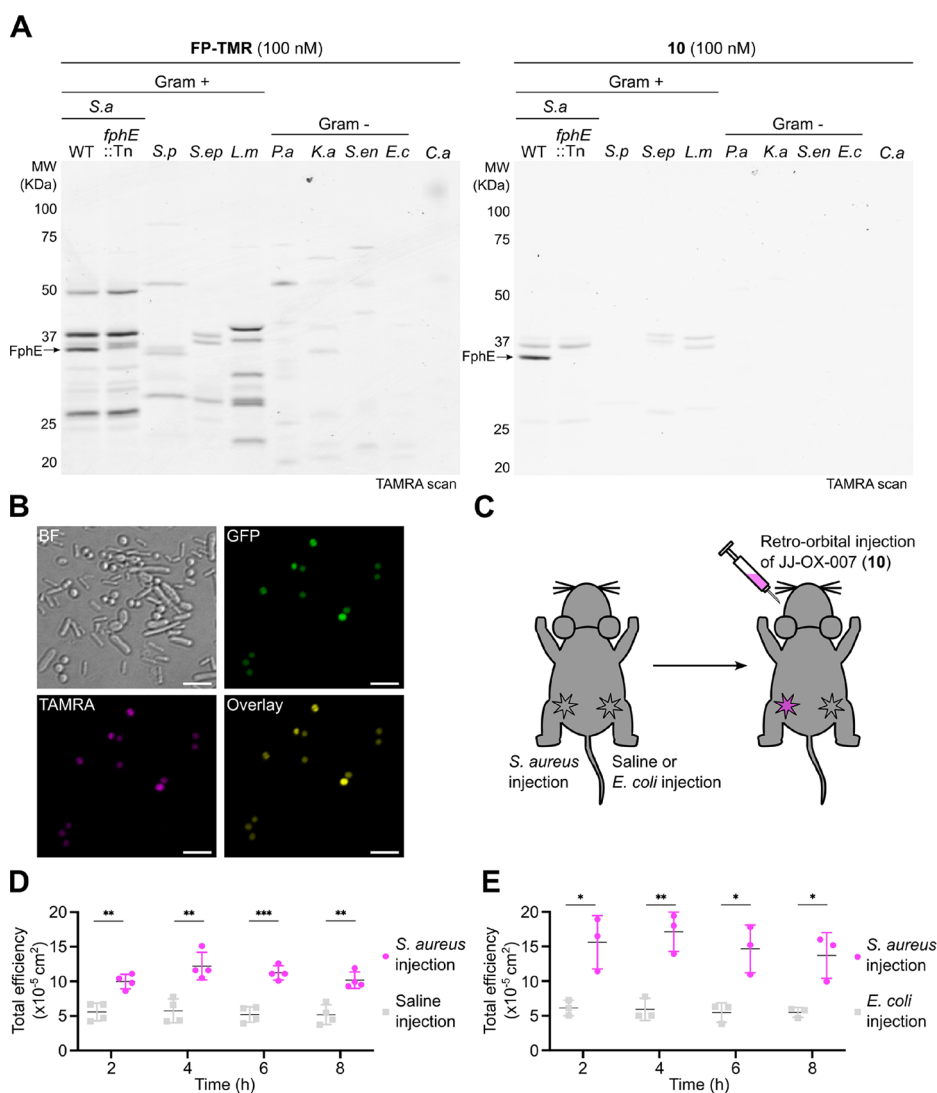 A
FP-TMR (100 nM)
Gram +
S.a
Gram -
WT fphE ::Tn S.p S.ep L.m P.a K.a S.en E.c C.a
MW
(KDa)
100
75
50
37
FphE
25
20
TAMRA scan
10 (100 nM)
Gram +
S.a
Gram -
WT fphE ::Tn S.p S.ep L.m P.a K.a S.en E.c C.a
MW
(KDa)
100
75
50
37
FphE
25
20
TAMRA scan
B
BF
GFP
TAMRA
Overlay
C
Retro-orbital injection
of JJ-OX-007 (10)
S. aureus
injection
Saline or
E. coli injection
D
Total efficiency
(x10⁻⁵ cm²)
20
15
10
5
0
** ** *** **
2 4 6 8
Time (h)
S. aureus
injection
Saline
injection
E
Total efficiency
(x10⁻⁵ cm²)
20
15
10
5
0
* ** * *
2 4 6 8
Time (h)
S. aureus
injection
E. coli
injection